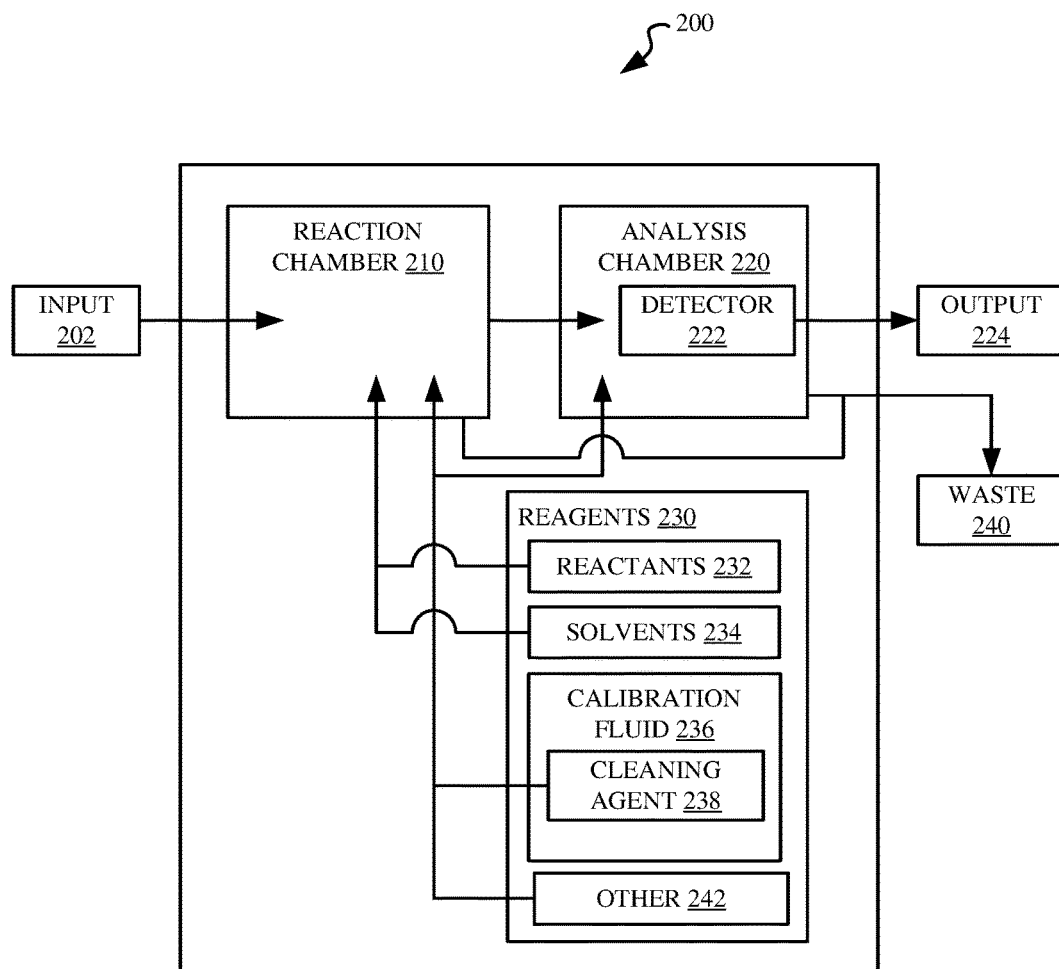 200
REACTION
CHAMBER 210
ANALYSIS
CHAMBER 220
INPUT
202
DETECTOR
222
OUTPUT
224
WASTE
240
REAGENTS 230
REACTANTS 232
SOLVENTS 234
CALIBRATION
FLUID 236
CLEANING
AGENT 238
OTHER 242